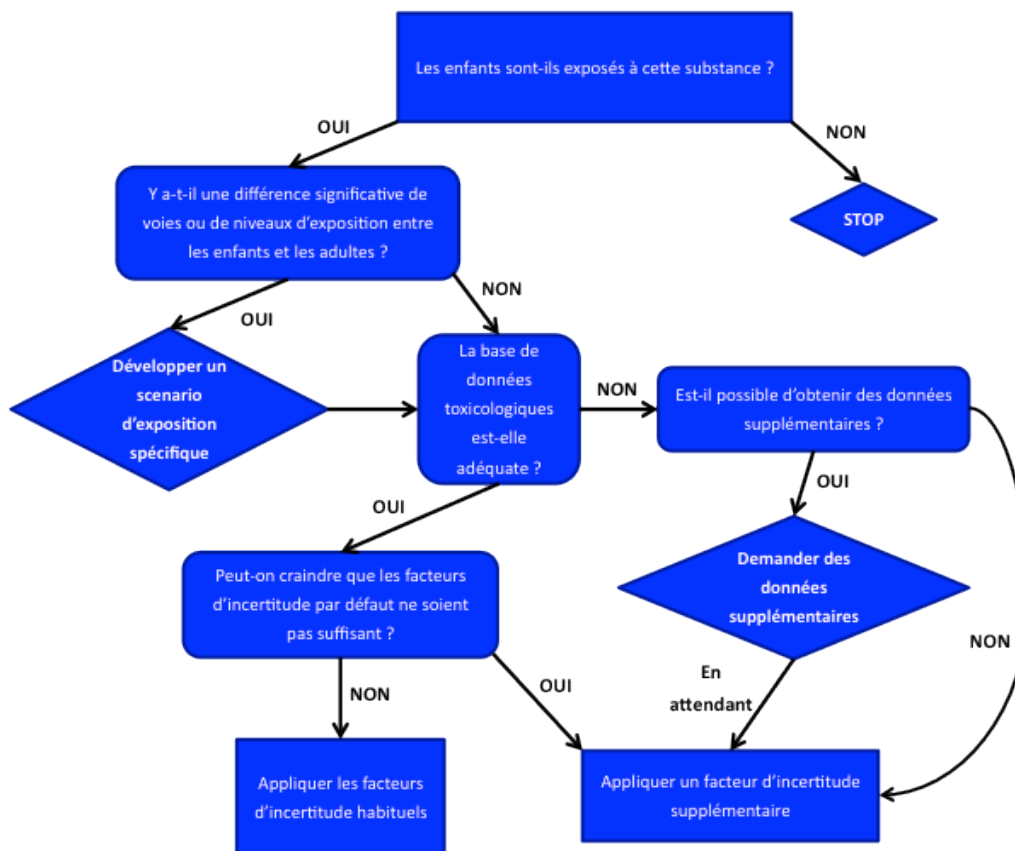 Les enfants sont-ils exposés à cette substance ?
OUI
NON
Y a-t-il une différence significative de
voies ou de niveaux d'exposition entre
les enfants et les adultes ?
STOP
OUI
NON
Développer un
scenario
d'exposition
spécifique
La base de
données
toxicologiques
est-elle
adéquate ?
NON
Est-il possible d'obtenir des données
supplémentaires ?
OUI
OUI
Peut-on craindre que les facteurs
d'incertitude par défaut ne soient
pas suffisant ?
Demander des
données
supplémentaires
NON
NON
OUI
En
attendant
Appliquer les facteurs
d'incertitude habituels
Appliquer un facteur d'incertitude
supplémentaire